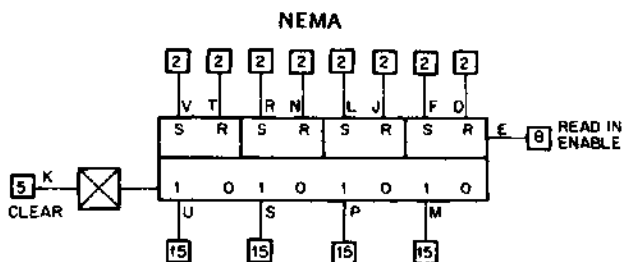 NEMA
2 2 2 2 2 2 2 2
V T R N L J F D
S R S R S R S R
E 8 READ IN
ENABLE
5 K
CLEAR
1 0 1 0 1 0 1 0
U S P M
15 15 15 15